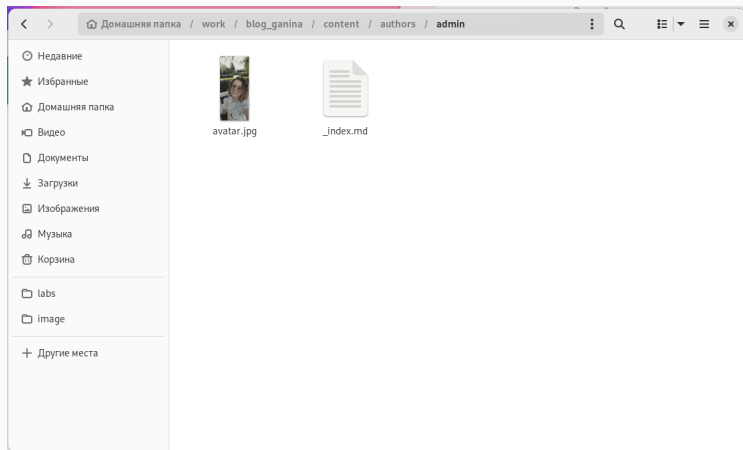 Домашняя папка / work / blog_ganina / content / authors / admin
Недавние
Избранные
Домашняя папка
Видео
Документы
Загрузки
Изображения
Музыка
Корзина
labs
image
Другие места
avatar.jpg
_index.md